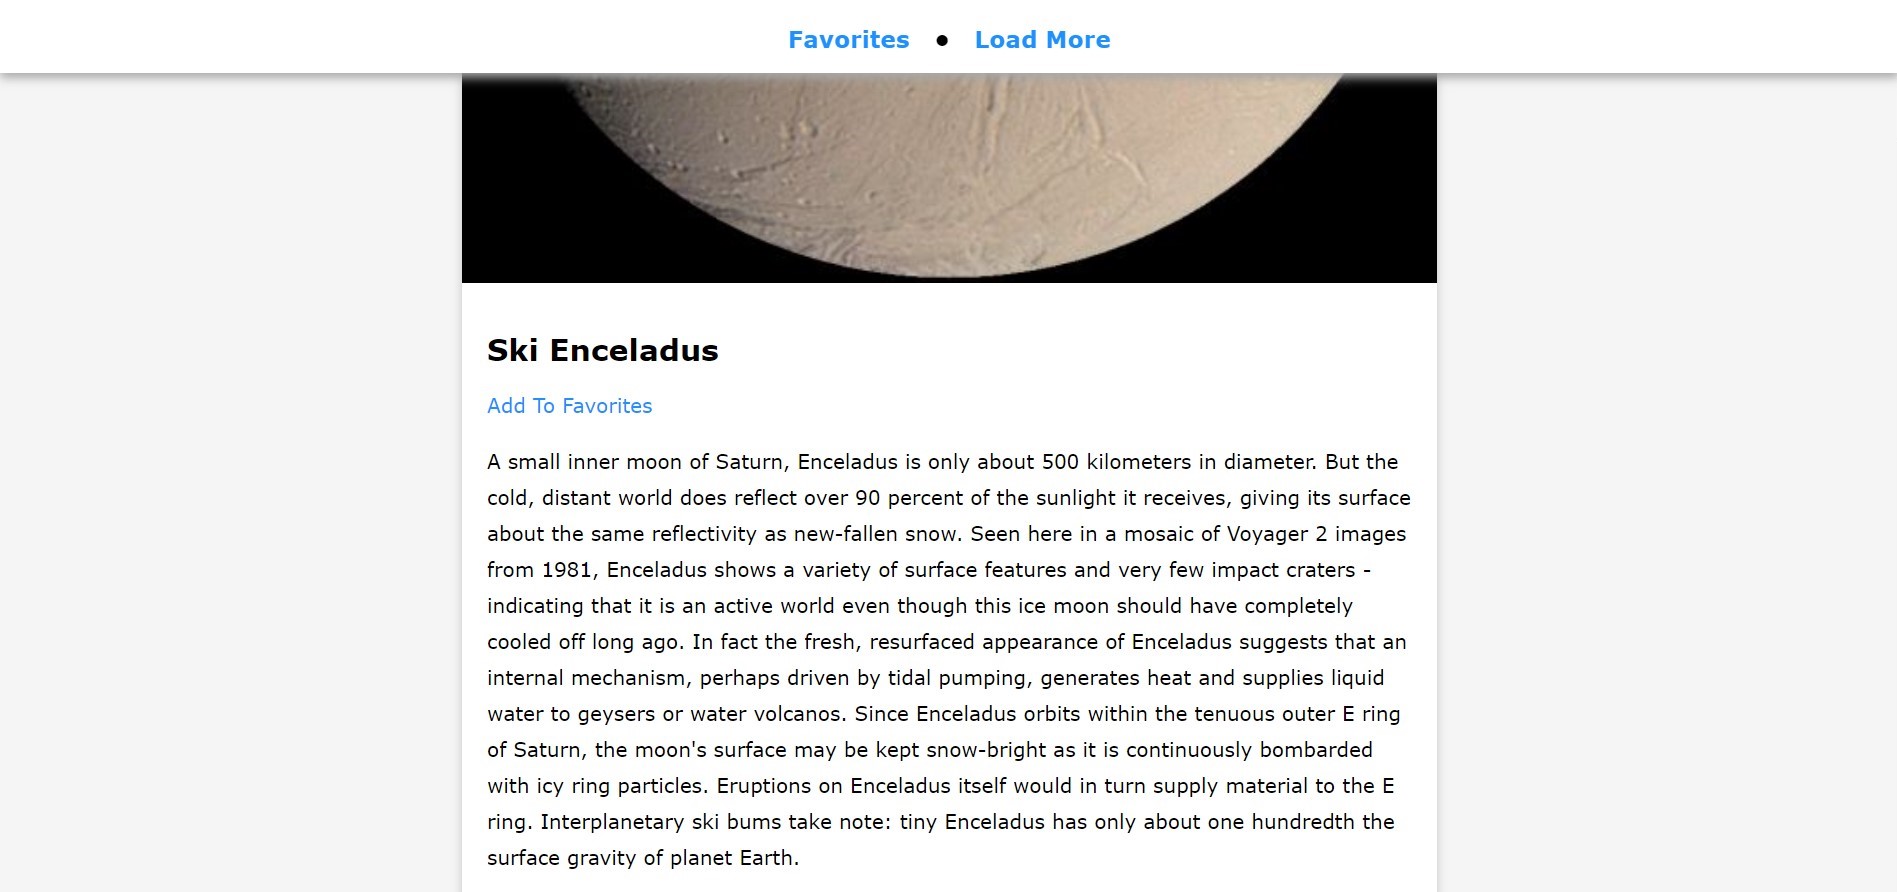 Favorites ● Load More
Ski Enceladus
Add To Favorites
A small inner moon of Saturn, Enceladus is only about 500 kilometers in diameter. But the
cold, distant world does reflect over 90 percent of the sunlight it receives, giving its surface
about the same reflectivity as new-fallen snow. Seen here in a mosaic of Voyager 2 images
from 1981, Enceladus shows a variety of surface features and very few impact craters -
indicating that it is an active world even though this ice moon should have completely
cooled off long ago. In fact the fresh, resurfaced appearance of Enceladus suggests that an
internal mechanism, perhaps driven by tidal pumping, generates heat and supplies liquid
water to geysers or water volcanos. Since Enceladus orbits within the tenuous outer E ring
of Saturn, the moon's surface may be kept snow-bright as it is continuously bombarded
with icy ring particles. Eruptions on Enceladus itself would in turn supply material to the E
ring. Interplanetary ski bums take note: tiny Enceladus has only about one hundredth the
surface gravity of planet Earth.